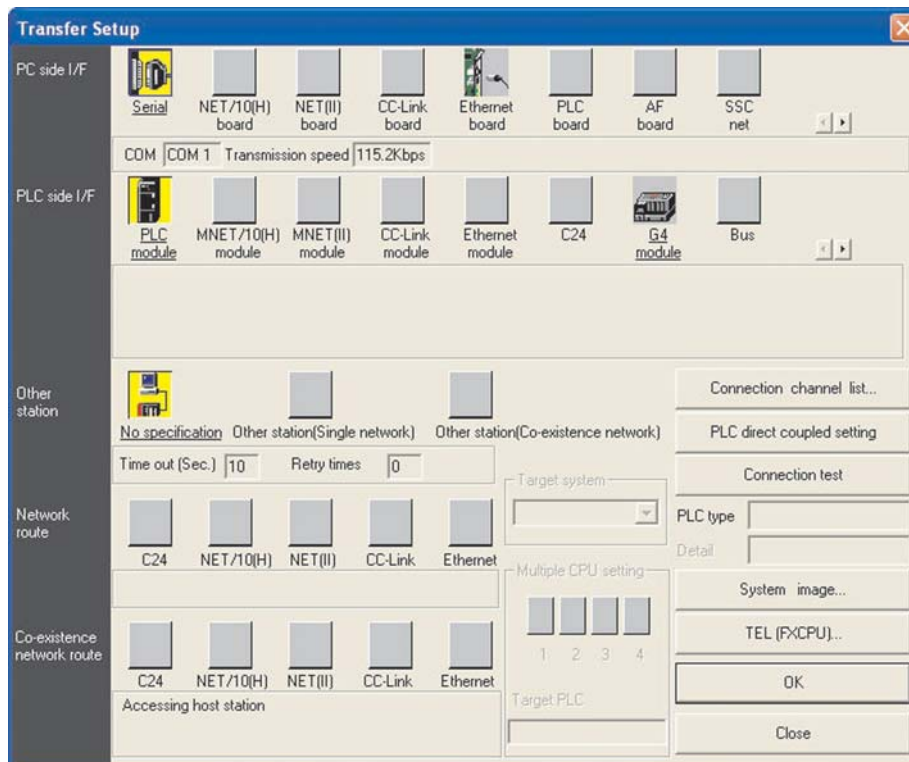 Transfer Setup
PC side I/F
Serial
NET/10(H) board
NET(II) board
CC-Link board
Ethernet board
PLC board
AF board
SSC net
COM COM 1 Transmission speed 115.2Kbps
PLC side I/F
PLC module
MNET/10(H) module
MNET(II) module
CC-Link module
Ethernet module
C24
G4 module
Bus
Other station
No specification
Other station(Single network)
Other station(Co-existence network)
Time out (Sec.) 10 Retry times 0
Connection channel list...
PLC direct coupled setting
Connection test
PLC type
Detail
System image...
TEL (FXCPU)...
OK
Close
Target system
Multiple CPU setting
1 2 3 4
Target PLC
Network route
C24 NET/10(H) NET(II) CC-Link Ethernet
Co-existence network route
C24 NET/10(H) NET(II) CC-Link Ethernet
Accessing host station